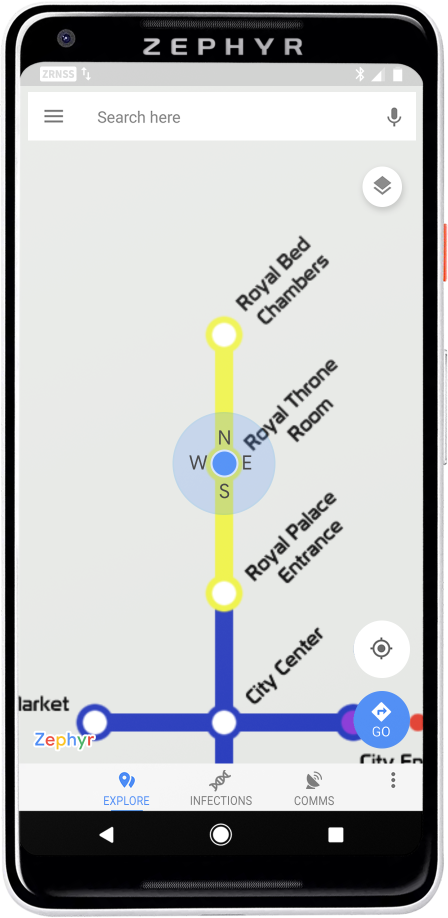 ZEPHYR
ZRNSS
Search here
Royal Bed
Chambers
Royal Throne
Room
N
W E
S
Royal Palace
Entrance
City Center
larket
Zephyr
GO
City En
EXPLORE
INFECTIONS
COMMS